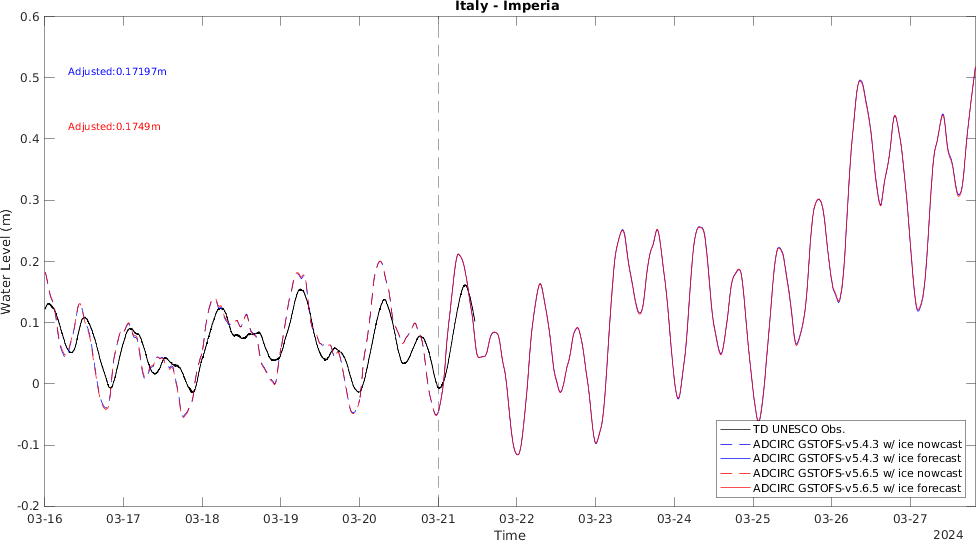 Italy - Imperia
0.6
0.5
0.4
0.3
0.2
0.1
0
-0.1
-0.2
Water Level (m)
Adjusted:0.17197m
Adjusted:0.1749m
TD UNESCO Obs.
ADCIRC GSTOFS-v5.4.3 w/ ice nowcast
ADCIRC GSTOFS-v5.4.3 w/ ice forecast
ADCIRC GSTOFS-v5.6.5 w/ ice nowcast
ADCIRC GSTOFS-v5.6.5 w/ ice forecast
03-16 03-17 03-18 03-19 03-20 03-21 03-22 03-23 03-24 03-25 03-26 03-27
Time
2024